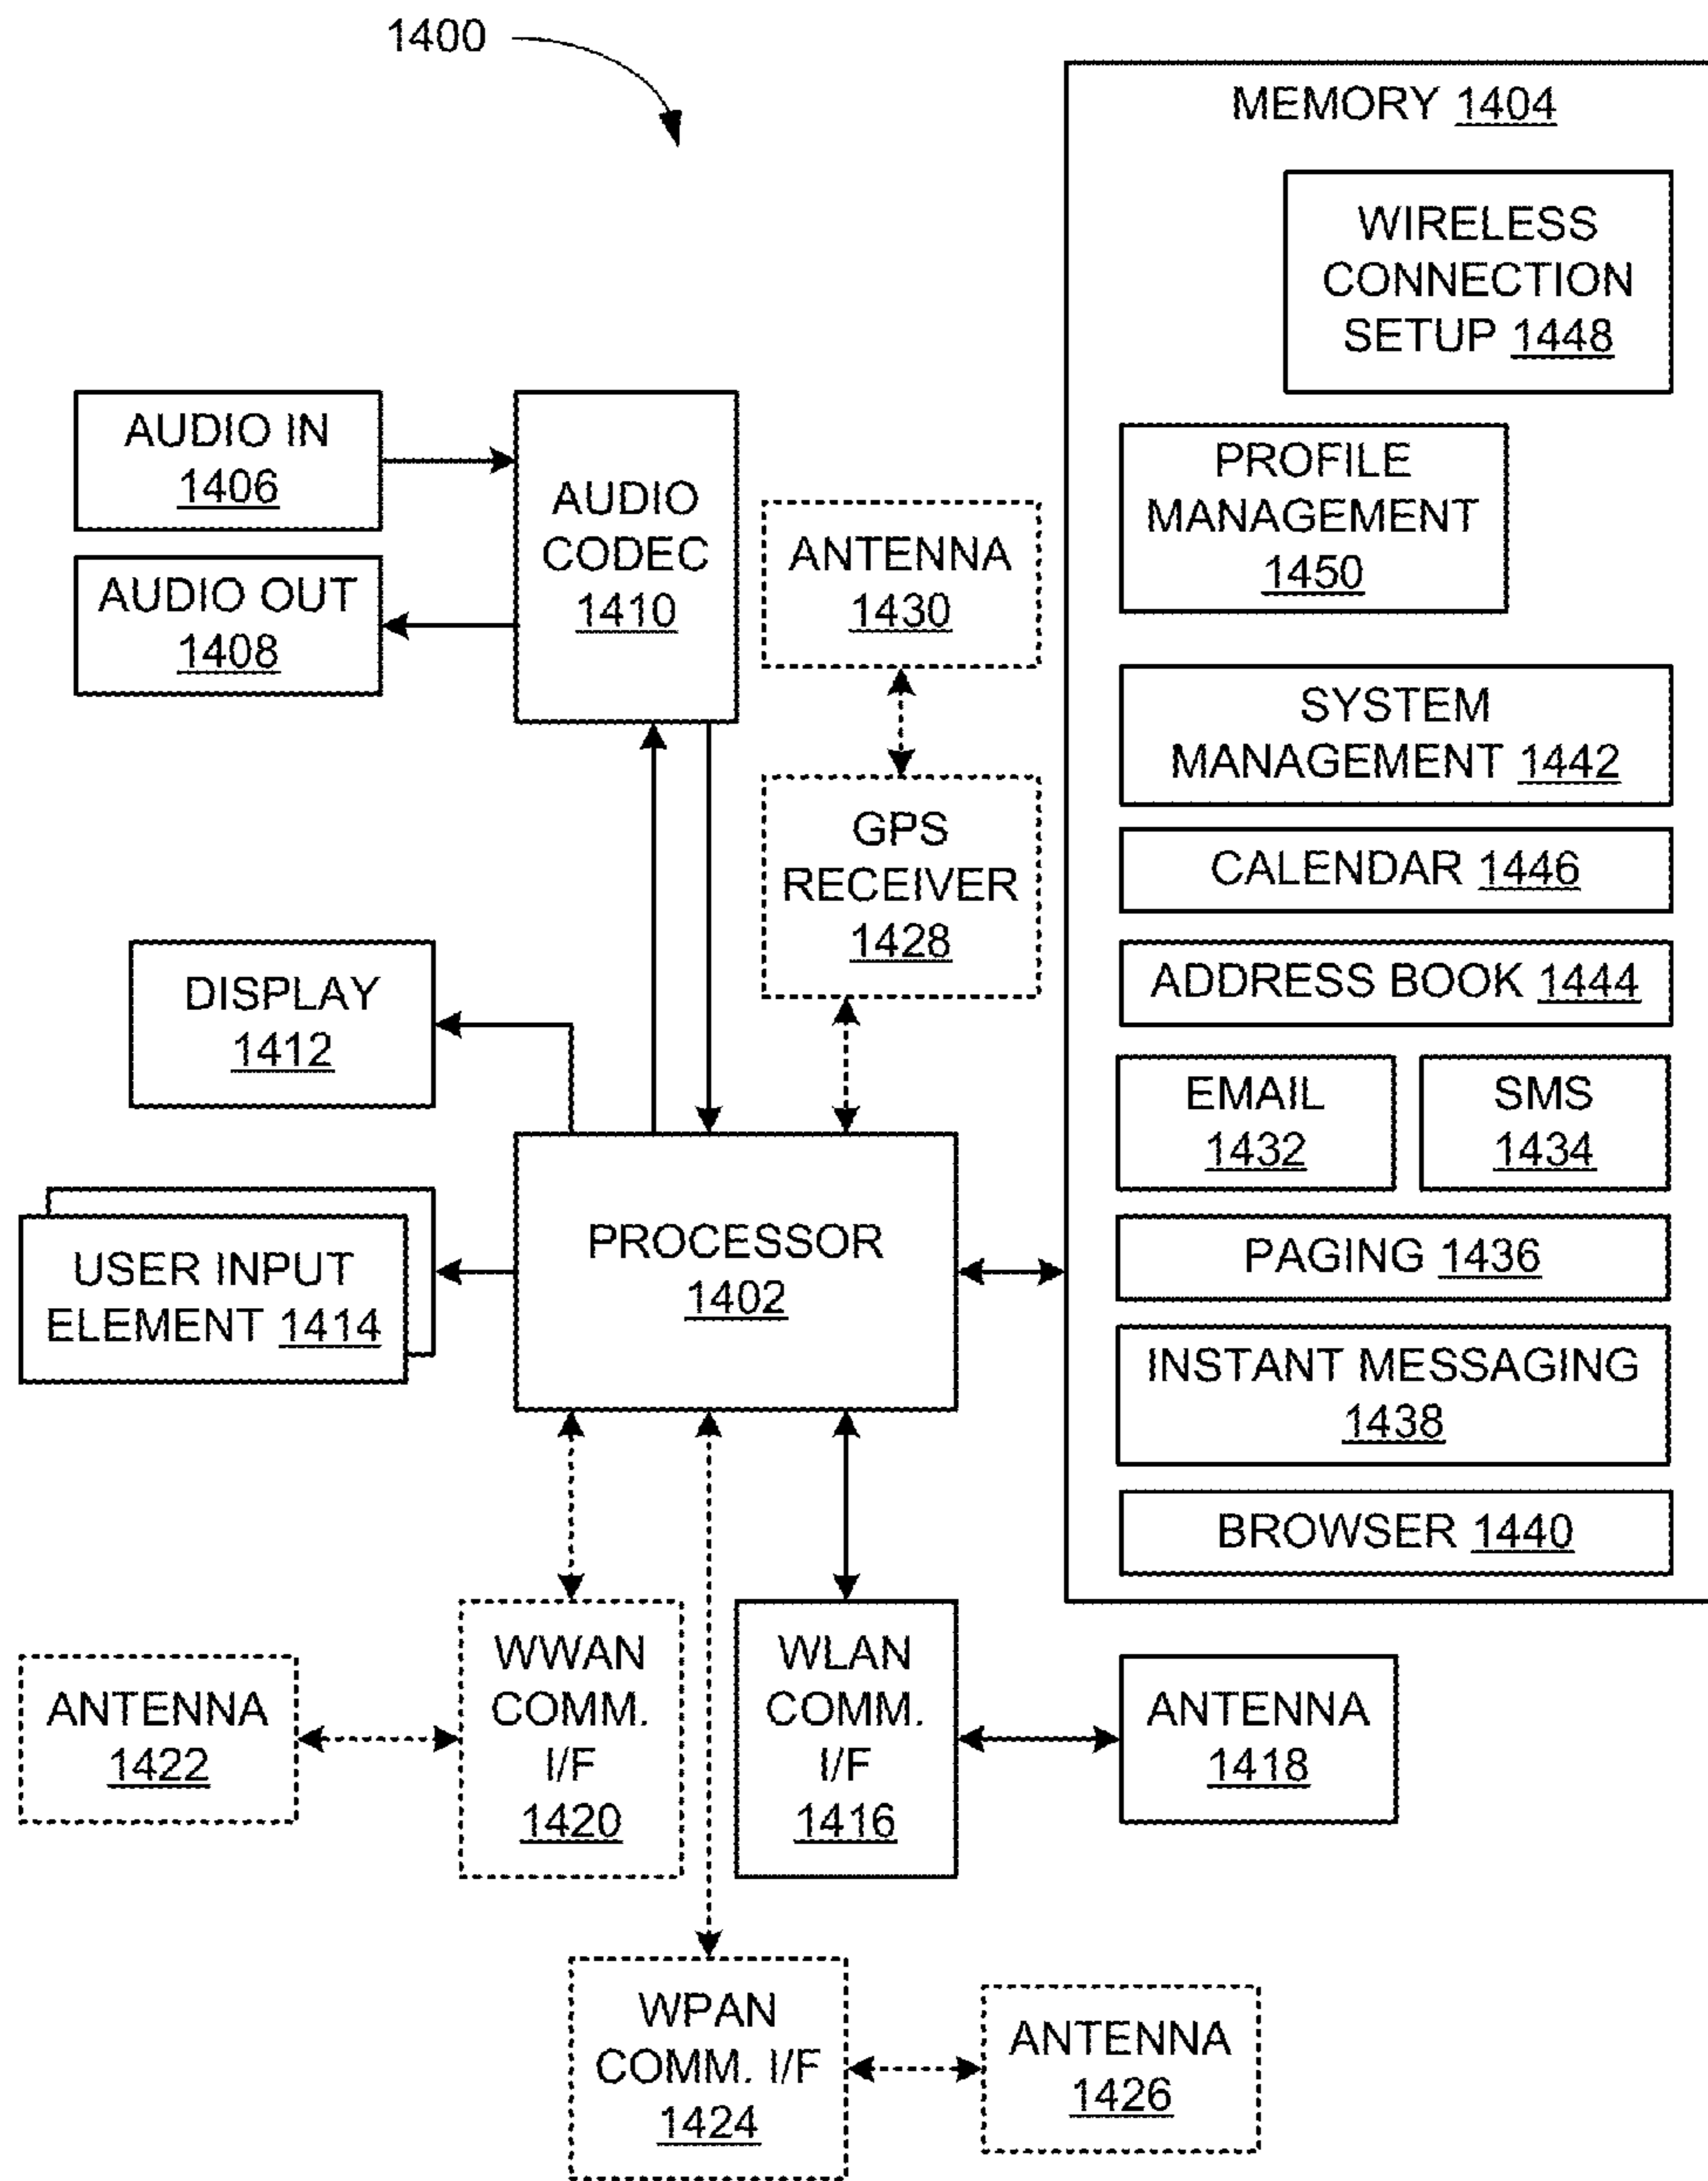 1400
MEMORY 1404
WIRELESS
CONNECTION
SETUP 1448
PROFILE
MANAGEMENT
1450
SYSTEM
MANAGEMENT 1442
CALENDAR 1446
ADDRESS BOOK 1444
EMAIL
1432
SMS
1434
PAGING 1436
INSTANT MESSAGING
1438
BROWSER 1440
AUDIO IN
1406
AUDIO OUT
1408
AUDIO
CODEC
1410
ANTENNA
1430
GPS
RECEIVER
1428
DISPLAY
1412
USER INPUT
ELEMENT 1414
PROCESSOR
1402
ANTENNA
1422
WWAN
COMM.
I/F
1420
WLAN
COMM.
I/F
1416
ANTENNA
1418
WPAN
COMM. I/F
1424
ANTENNA
1426